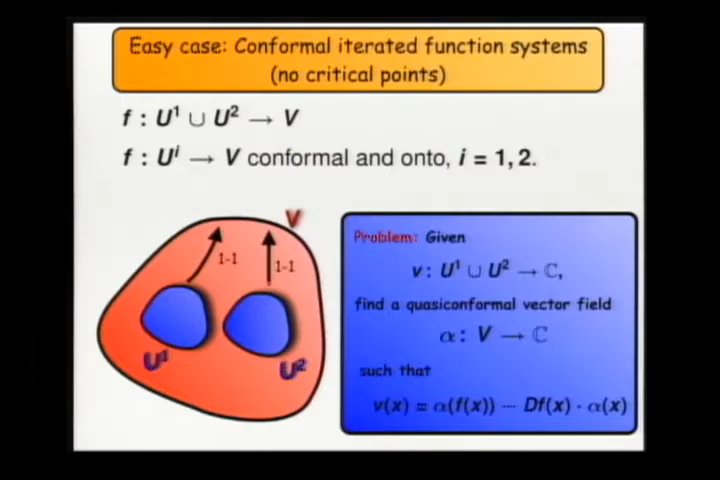 Easy case: Conformal iterated function systems
(no critical points)
f : U¹ ∪ U² → V
f : Uⁱ → V conformal and onto, i = 1, 2.
V
1-1
1-1
U¹
U²
Problem: Given
v : U¹ ∪ U² → ℂ,
find a quasiconformal vector field
α : V → ℂ
such that
v(x) = α(f(x)) − Df(x) · α(x)